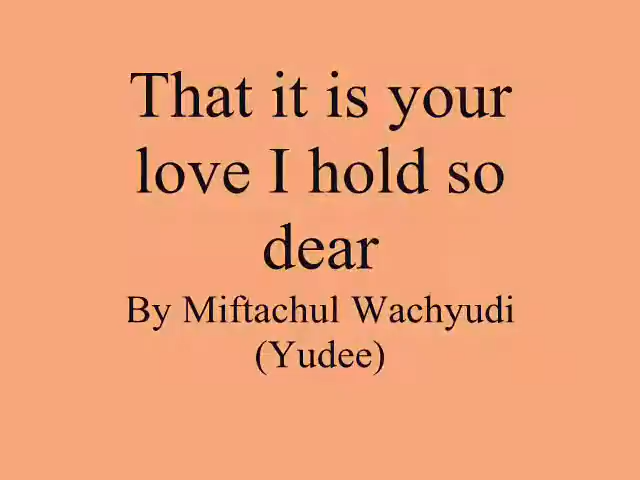 That it is your
love I hold so
dear
By Miftachul Wachyudi
(Yudee)